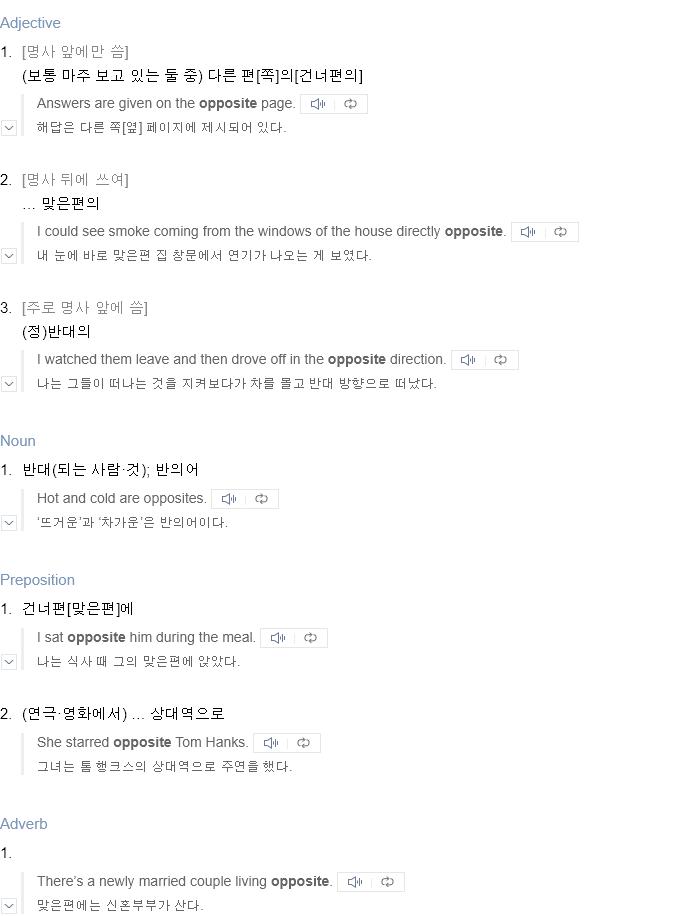 Adjective
1. [명사 앞에만 씀]
(보통 마주 보고 있는 둘 중) 다른 편[쪽]의[건너편의]
Answers are given on the opposite page.
해답은 다른 쪽[옆] 페이지에 제시되어 있다.
2. [명사 뒤에 쓰여]
… 맞은편의
I could see smoke coming from the windows of the house directly opposite.
내 눈에 바로 맞은편 집 창문에서 연기가 나오는 게 보였다.
3. [주로 명사 앞에 씀]
(정)반대의
I watched them leave and then drove off in the opposite direction.
나는 그들이 떠나는 것을 지켜보다가 차를 몰고 반대 방향으로 떠났다.
Noun
1. 반대(되는 사람·것); 반의어
Hot and cold are opposites.
‘뜨거운’과 ‘차가운’은 반의어이다.
Preposition
1. 건너편[맞은편]에
I sat opposite him during the meal.
나는 식사 때 그의 맞은편에 앉았다.
2. (연극·영화에서) … 상대역으로
She starred opposite Tom Hanks.
그녀는 톰 행크스의 상대역으로 주연을 했다.
Adverb
1.
There’s a newly married couple living opposite.
맞은편에는 신혼부부가 산다.